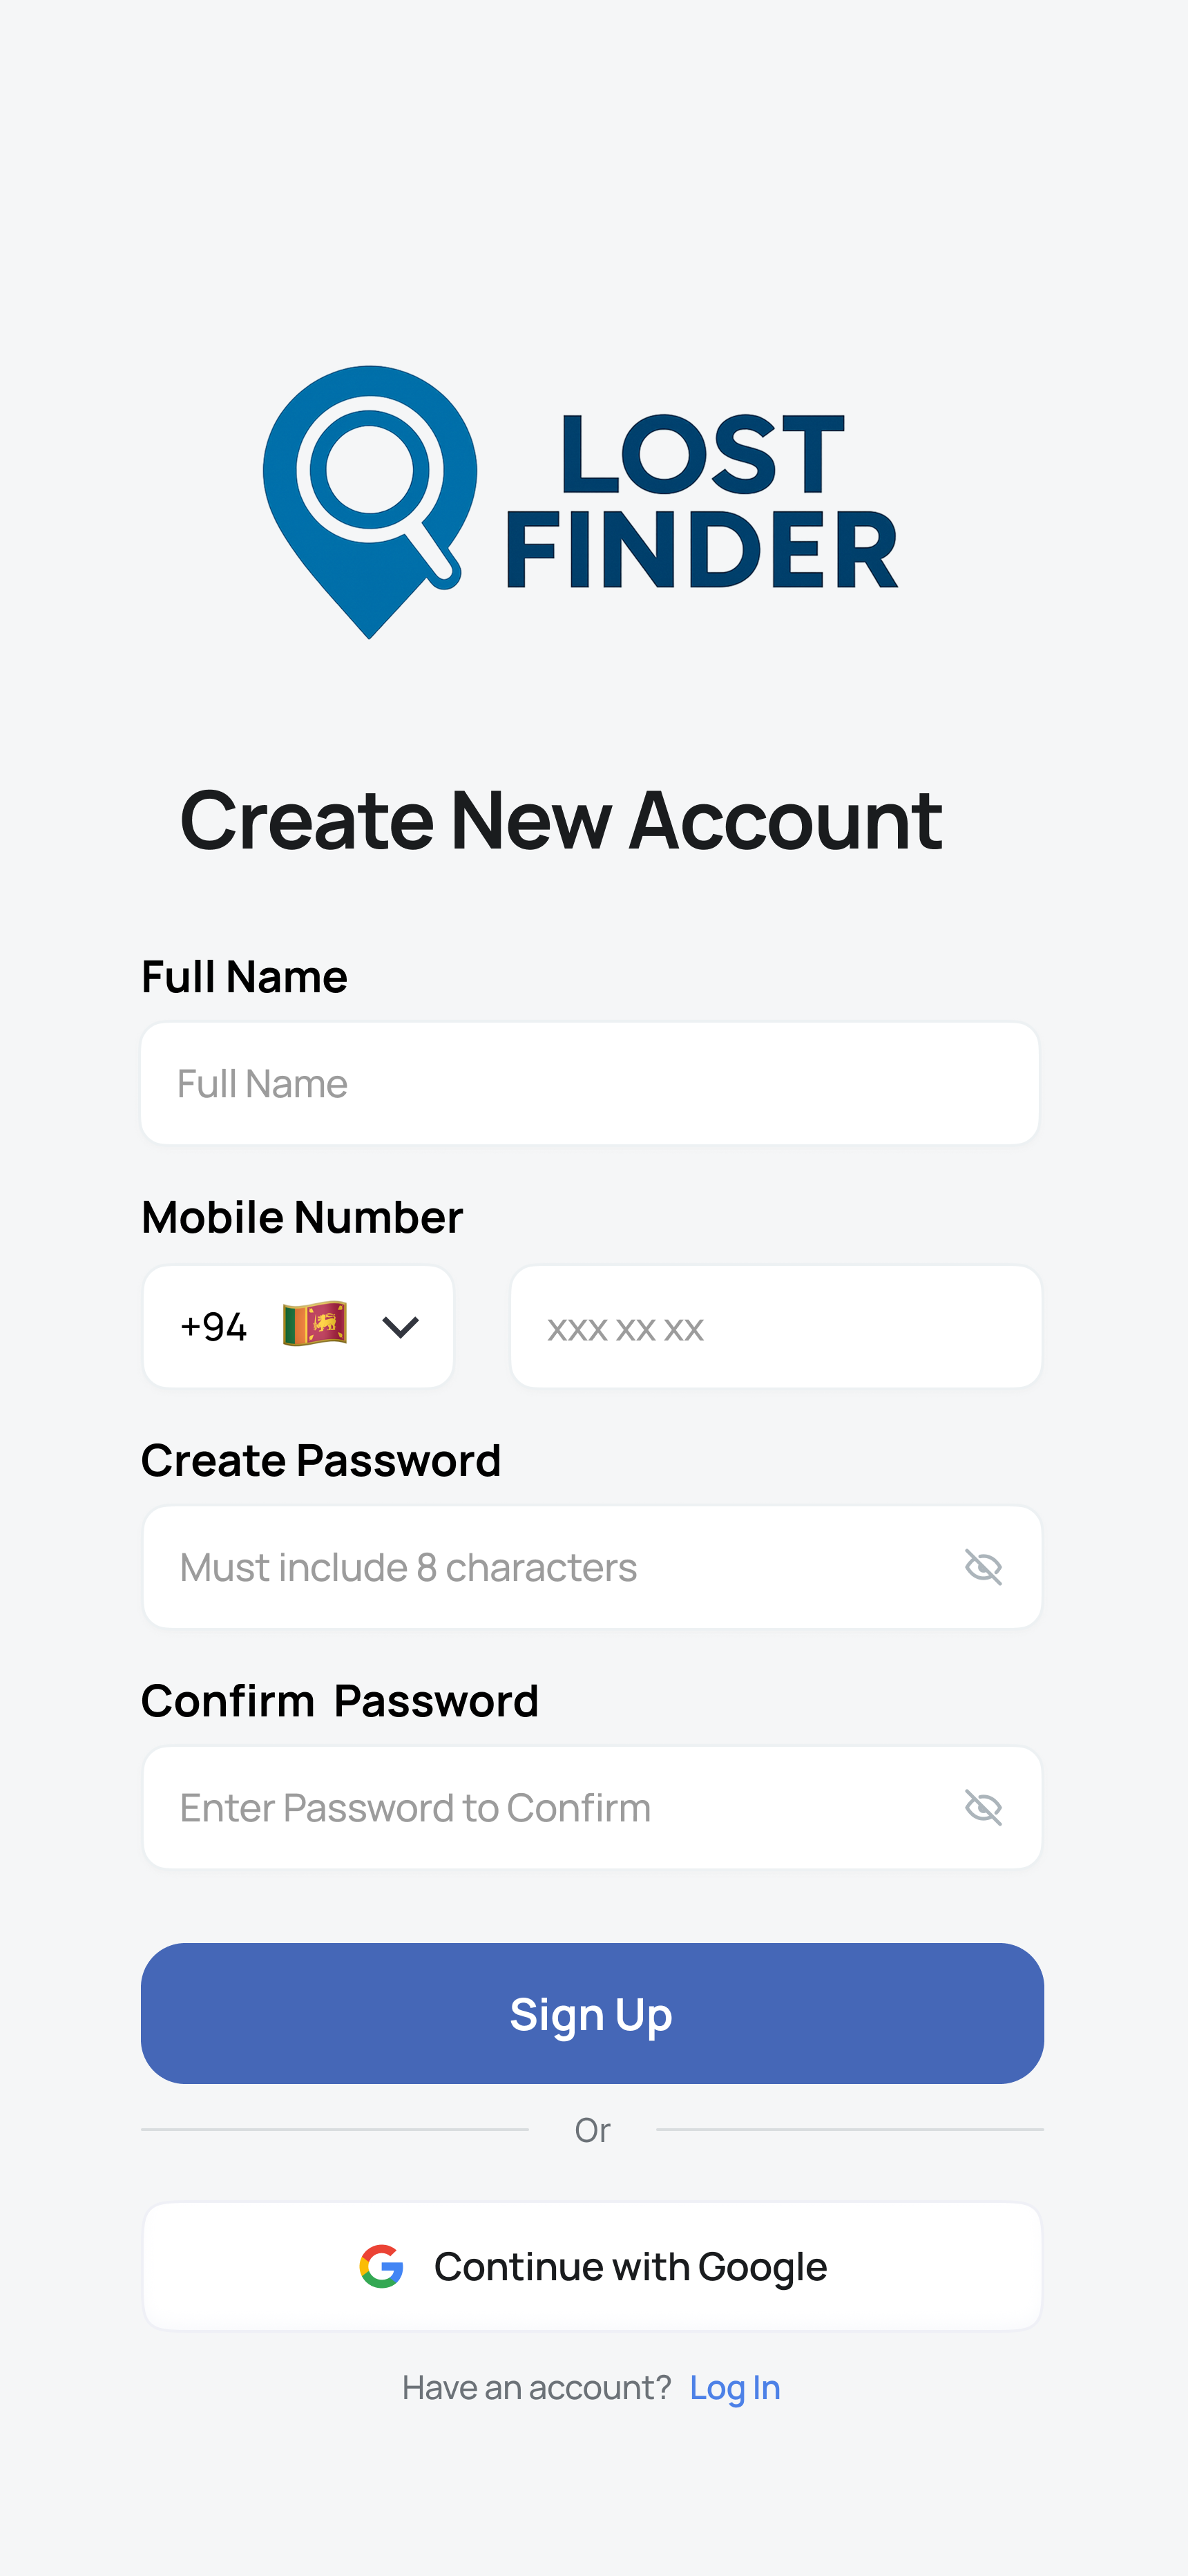 LOST
FINDER
Create New Account
Full Name
Full Name
Mobile Number
+94
xxx xx xx
Create Password
Must include 8 characters
Confirm  Password
Enter Password to Confirm
Sign Up
Or
Continue with Google
Have an account? Log In